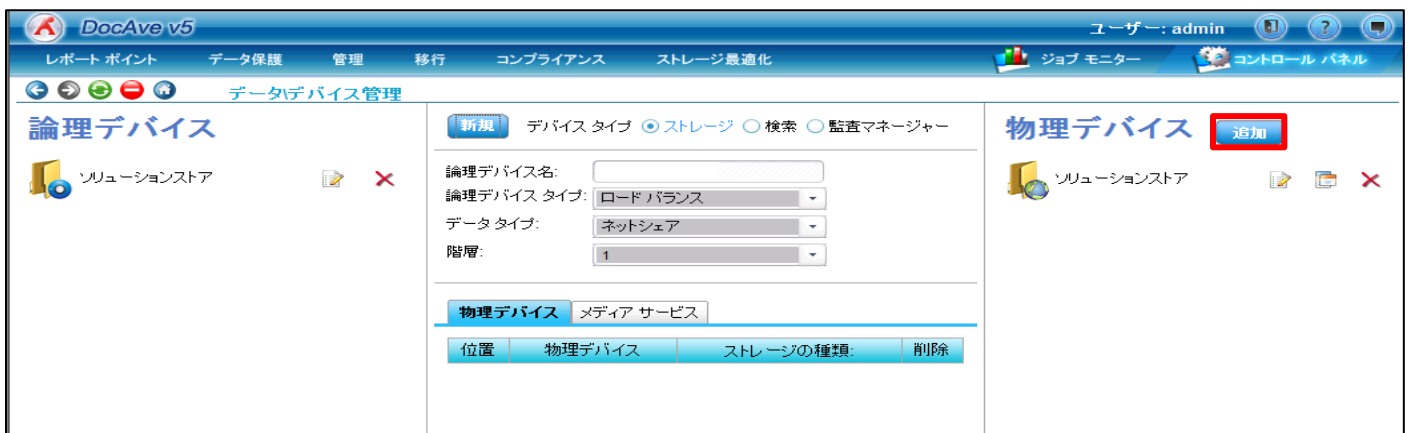 DocAve v5
ユーザー: admin
レポート ポイント データ保護 管理 移行 コンプライアンス ストレージ最適化 ジョブ モニター コントロール パネル
データ\デバイス管理
論理デバイス
ソリューションストア
新規 デバイス タイプ ストレージ 検索 監査マネージャー
論理デバイス名:
論理デバイス タイプ: ロード バランス
データ タイプ: ネットシェア
階層: 1
物理デバイス メディア サービス
位置 物理デバイス ストレージの種類: 削除
物理デバイス 追加
ソリューションストア